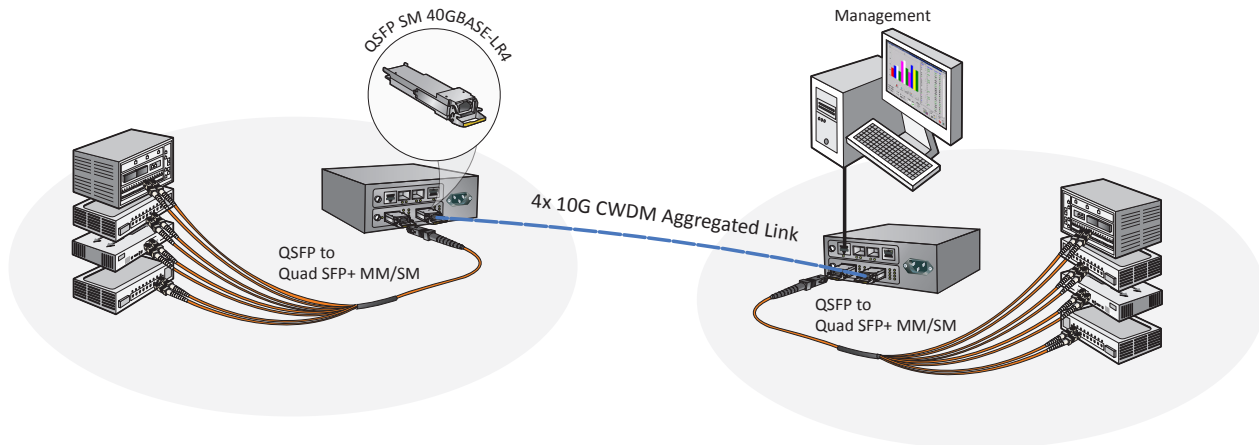 Management
QSFP SM 40GBASE-LR4
4x 10G CWDM Aggregated Link
QSFP to
Quad SFP+ MM/SM
QSFP to
Quad SFP+ MM/SM